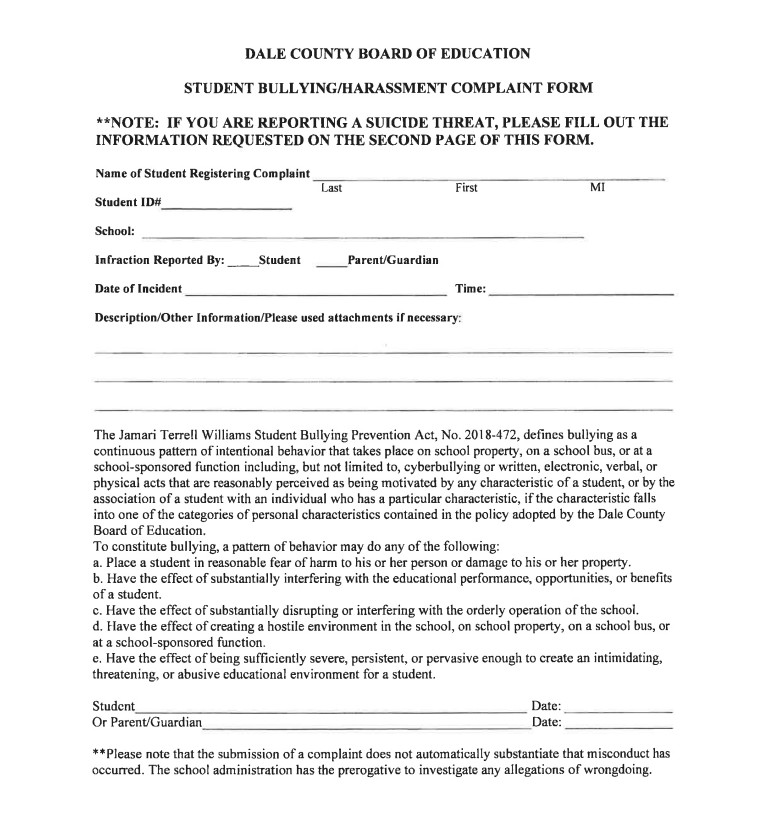 DALE COUNTY BOARD OF EDUCATION
STUDENT BULLYING/HARASSMENT COMPLAINT FORM
**NOTE: IF YOU ARE REPORTING A SUICIDE THREAT, PLEASE FILL OUT THE
INFORMATION REQUESTED ON THE SECOND PAGE OF THIS FORM.
Name of Student Registering Complaint
Last First MI
Student ID#
School:
Infraction Reported By: Student Parent/Guardian
Date of Incident Time:
Description/Other Information/Please used attachments if necessary:
The Jamari Terrell Williams Student Bullying Prevention Act, No. 2018-472, defines bullying as a
continuous pattern of intentional behavior that takes place on school property, on a school bus, or at a
school-sponsored function including, but not limited to, cyberbullying or written, electronic, verbal, or
physical acts that are reasonably perceived as being motivated by any characteristic of a student, or by the
association of a student with an individual who has a particular characteristic, if the characteristic falls
into one of the categories of personal characteristics contained in the policy adopted by the Dale County
Board of Education.
To constitute bullying, a pattern of behavior may do any of the following:
a. Place a student in reasonable fear of harm to his or her person or damage to his or her property.
b. Have the effect of substantially interfering with the educational performance, opportunities, or benefits
of a student.
c. Have the effect of substantially disrupting or interfering with the orderly operation of the school.
d. Have the effect of creating a hostile environment in the school, on school property, on a school bus, or
at a school-sponsored function.
e. Have the effect of being sufficiently severe, persistent, or pervasive enough to create an intimidating,
threatening, or abusive educational environment for a student.
Student Date:
Or Parent/Guardian Date:
**Please note that the submission of a complaint does not automatically substantiate that misconduct has
occurred. The school administration has the prerogative to investigate any allegations of wrongdoing.